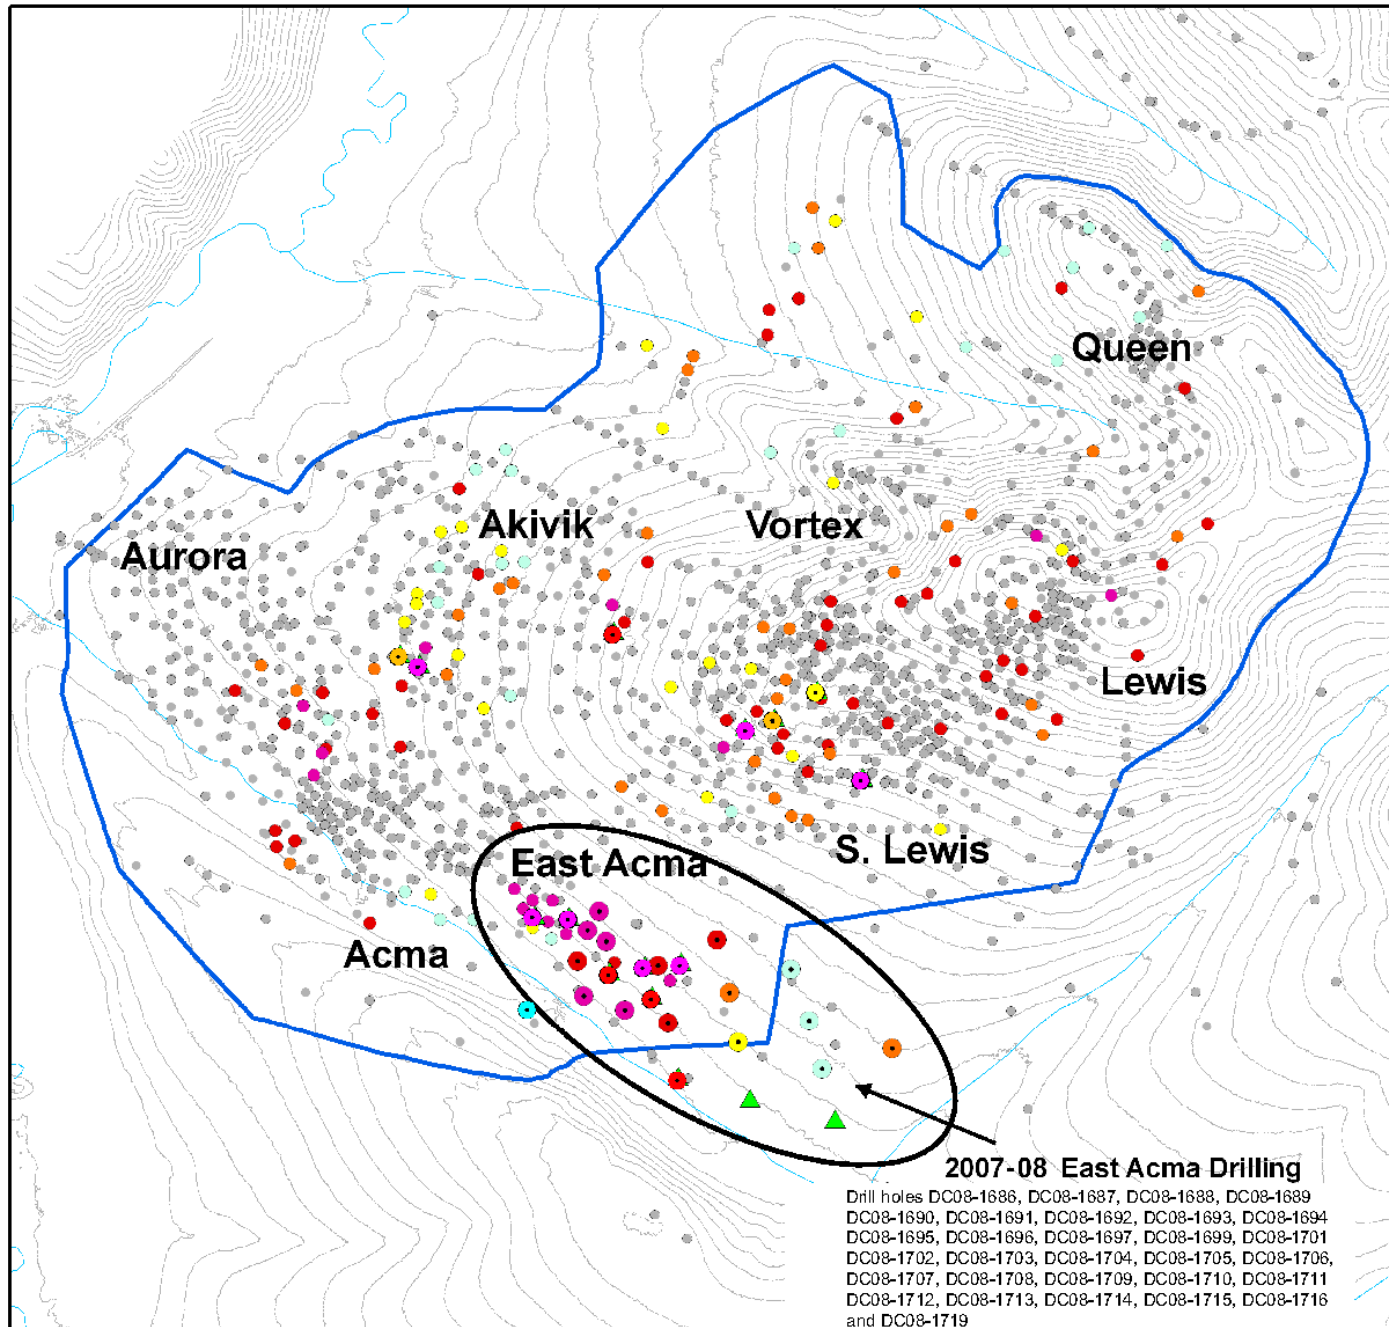 Queen
Akivik
Vortex
Aurora
Lewis
S. Lewis
East Acma
Acma
2007-08 East Acma Drilling
Drill holes DC08-1686, DC08-1687, DC08-1688, DC08-1689
DC08-1690, DC08-1691, DC08-1692, DC08-1693, DC08-1694
DC08-1695, DC08-1696, DC08-1697, DC08-1699, DC08-1701
DC08-1702, DC08-1703, DC08-1704, DC08-1705, DC08-1706,
DC08-1707, DC08-1708, DC08-1709, DC08-1710, DC08-1711
DC08-1712, DC08-1713, DC08-1714, DC08-1715, DC08-1716
and DC08-1719